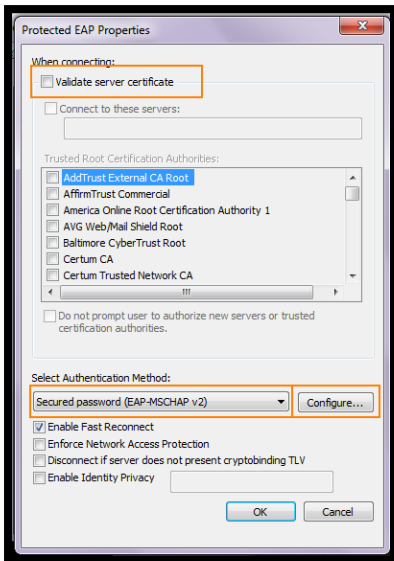 Protected EAP Properties
When connecting:
Validate server certificate
Connect to these servers:
Trusted Root Certification Authorities:
AddTrust External CA Root
AffirmTrust Commercial
America Online Root Certification Authority 1
AVG Web/Mail Shield Root
Baltimore CyberTrust Root
Certum CA
Certum Trusted Network CA
Do not prompt user to authorize new servers or trusted
certification authorities.
Select Authentication Method:
Secured password (EAP-MSCHAP v2)
Configure...
Enable Fast Reconnect
Enforce Network Access Protection
Disconnect if server does not present cryptobinding TLV
Enable Identity Privacy
OK
Cancel